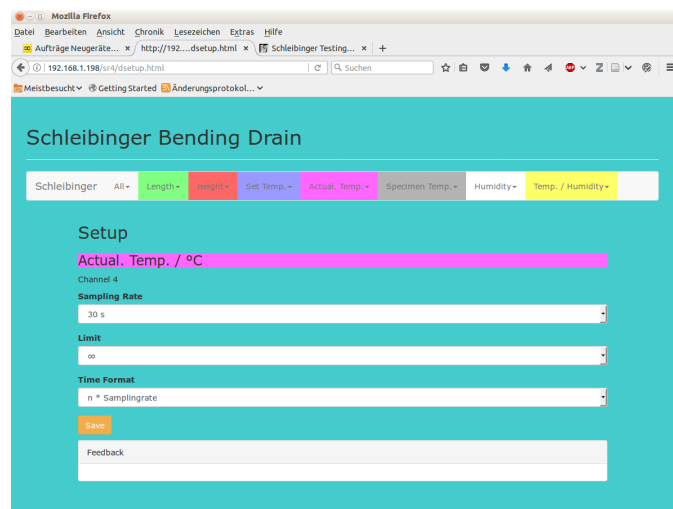 Mozilla Firefox
Datei Bearbeiten Ansicht Chronik Lesezeichen Extras Hilfe
Aufträge Neugeräte... × http://192....dsetup.html × Schleibinger Testing... × +
192.168.1.198/sr4/dsetup.html Suchen
Meistbesucht Getting Started Änderungsprotokol...
Schleibinger Bending Drain
Schleibinger All Length Height Set Temp. Actual. Temp. Specimen Temp. Humidity Temp. / Humidity
Setup
Actual. Temp. / °C
Channel 4
Sampling Rate
30 s
Limit
∞
Time Format
n * Samplingrate
Save
Feedback